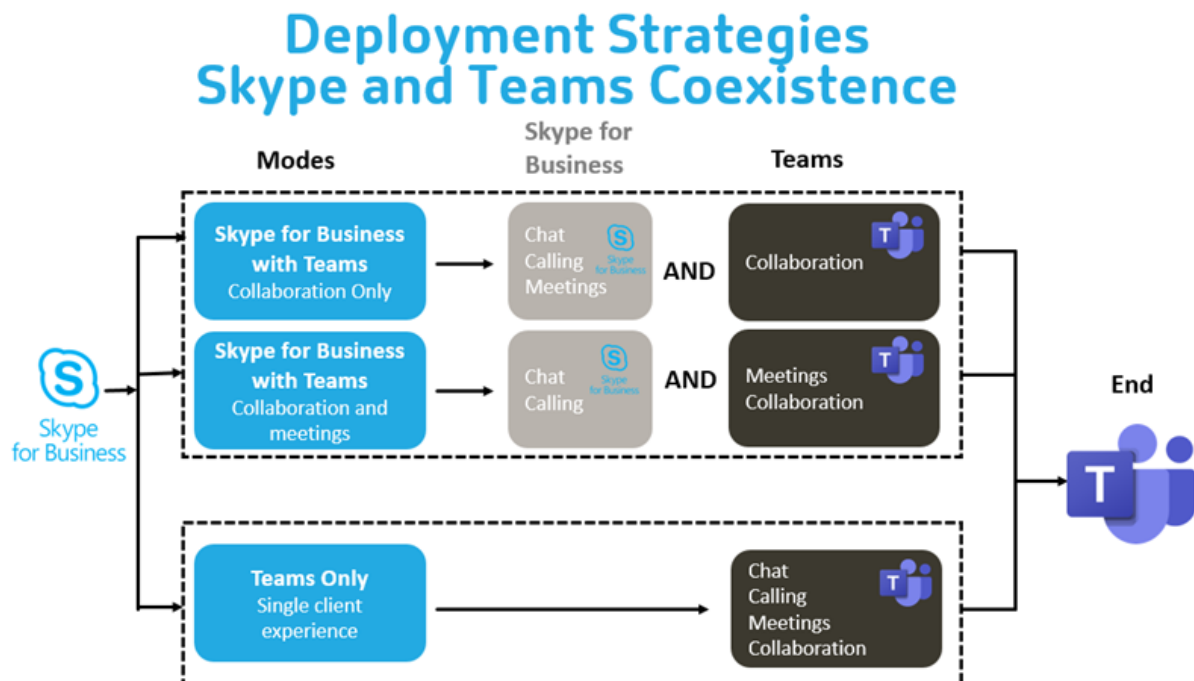 Deployment Strategies
Skype and Teams Coexistence
Modes
Skype for
Business
Teams
Skype for Business
with Teams
Collaboration Only
Chat
Calling
Meetings
S
Skype
for Business
AND
Collaboration
T
Skype for Business
with Teams
Collaboration and
meetings
Chat
Calling
S
Skype
for Business
AND
Meetings
Collaboration
T
S
Skype
for Business
End
T
Teams Only
Single client
experience
Chat
Calling
Meetings
Collaboration
T